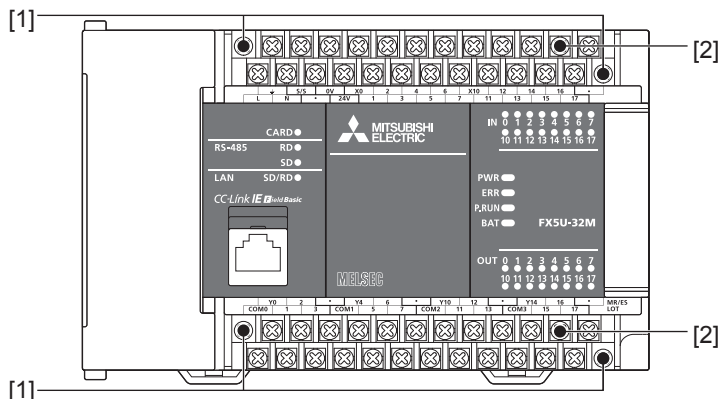 [1]
[2]
⏚ S/S 0V X0 2 4 6 X10 12 14 16 •
L N • 24V 1 3 5 7 11 13 15 17
CARD
RS-485 RD
SD
LAN SD/RD
CC-Link IE Field Basic
MITSUBISHI
ELECTRIC
MELSEC
IN 0 1 2 3 4 5 6 7
10 11 12 13 14 15 16 17
PWR
ERR
P.RUN
BAT FX5U-32M
OUT 0 1 2 3 4 5 6 7
10 11 12 13 14 15 16 17
Y0 2 • Y4 6 • Y10 12 • Y14 16 • MR/ES
COM0 1 3 COM1 5 7 COM2 11 13 COM3 15 17 LOT
[2]
[1]